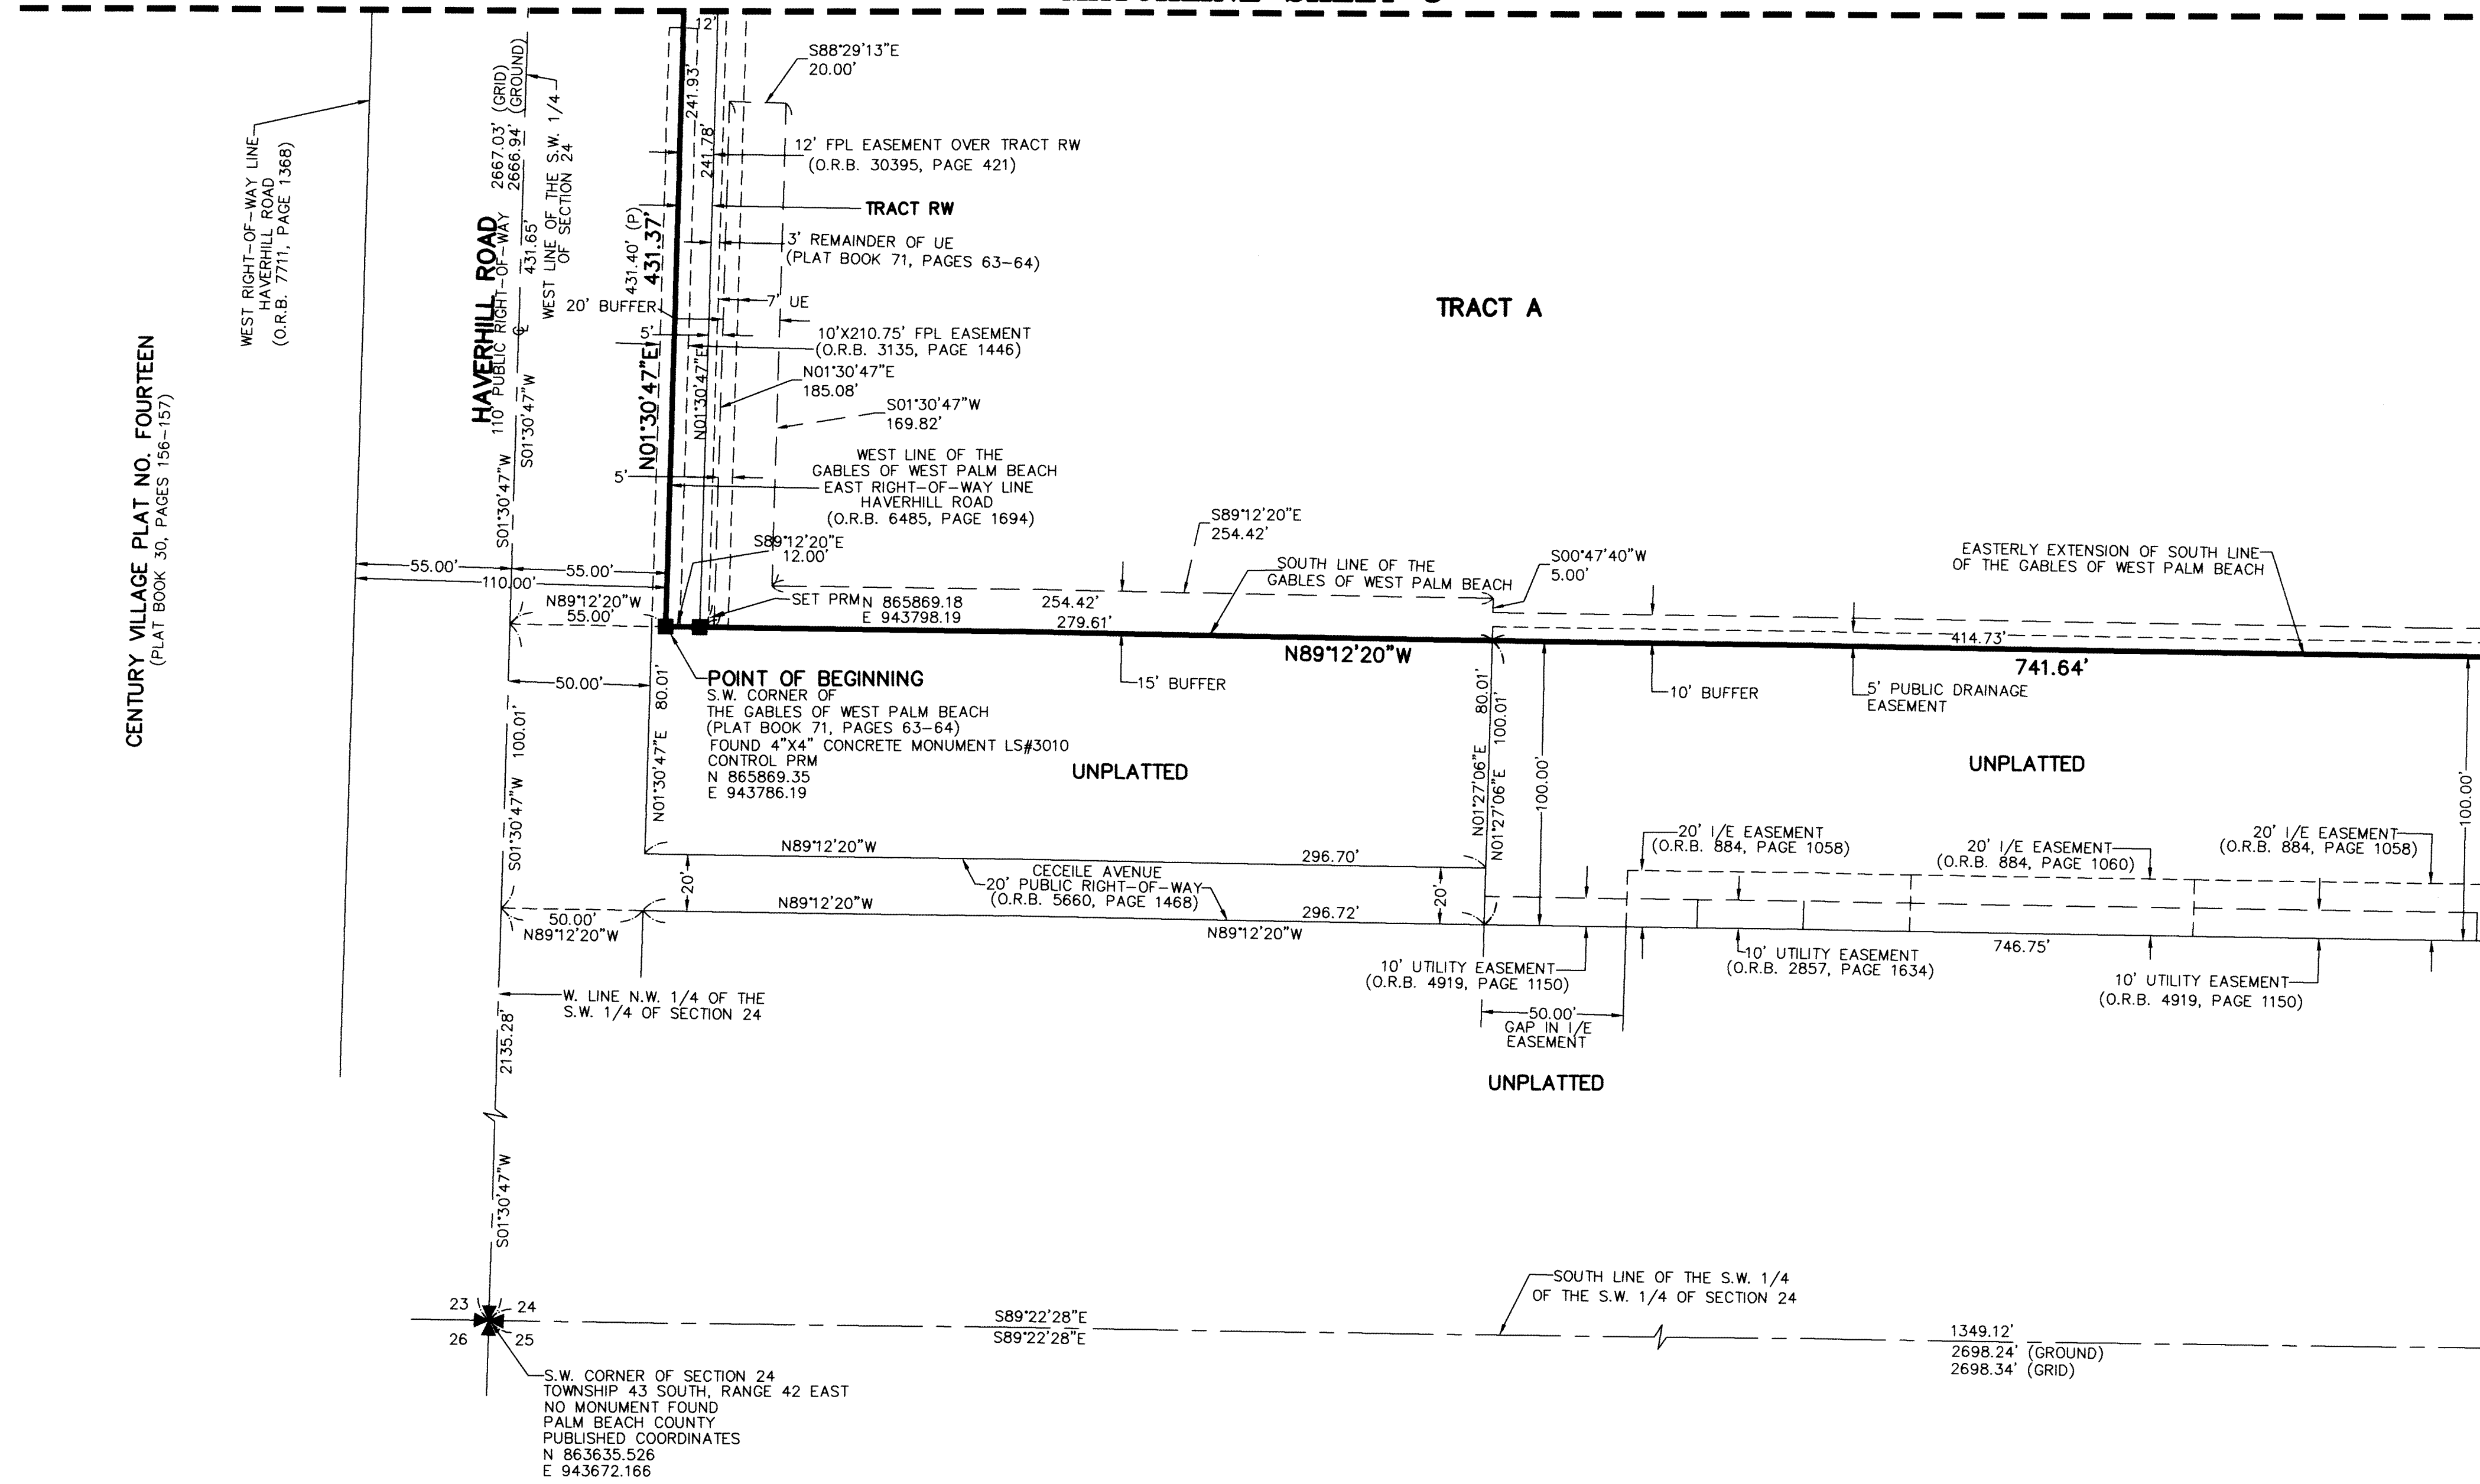 12'
S88°29'13"E
20.00'
241.93'
241.78'
12' FPL EASEMENT OVER TRACT RW
(O.R.B. 30395, PAGE 421)
TRACT RW
3' REMAINDER OF UE
(PLAT BOOK 71, PAGES 63-64)
7' UE
20' BUFFER
5'
10'X210.75' FPL EASEMENT
(O.R.B. 3135, PAGE 1446)
N01°30'47"E
185.08'
S01°30'47"W
169.82'
WEST LINE OF THE
GABLES OF WEST PALM BEACH
5'
EAST RIGHT-OF-WAY LINE
HAVERHILL ROAD
(O.R.B. 6485, PAGE 1694)
S89°12'20"E
12.00'
WEST RIGHT-OF-WAY LINE
HAVERHILL ROAD
(O.R.B. 7711, PAGE 1368)
HAVERHILL ROAD
110' PUBLIC RIGHT-OF-WAY
2667.03' (GRID)
2666.94' (GROUND)
431.65'
℄
S01°30'47"W
S01°30'47"W
WEST LINE OF THE S.W. 1/4
OF SECTION 24
431.40' (P)
N01°30'47"E 431.37'
N01°30'47"E
CENTURY VILLAGE PLAT NO. FOURTEEN
(PLAT BOOK 30, PAGES 156-157)
TRACT A
55.00'
55.00'
110.00'
N89°12'20"W
55.00'
SET PRM
N 865869.18
E 943798.19
254.42'
279.61'
S89°12'20"E
254.42'
SOUTH LINE OF THE
GABLES OF WEST PALM BEACH
S00°47'40"W
5.00'
EASTERLY EXTENSION OF SOUTH LINE
OF THE GABLES OF WEST PALM BEACH
N89°12'20"W
414.73'
741.64'
15' BUFFER
10' BUFFER
5' PUBLIC DRAINAGE
EASEMENT
POINT OF BEGINNING
S.W. CORNER OF
THE GABLES OF WEST PALM BEACH
(PLAT BOOK 71, PAGES 63-64)
FOUND 4"X4" CONCRETE MONUMENT LS#3010
CONTROL PRM
N 865869.35
E 943786.19
50.00'
N01°30'47"E 80.01'
S01°30'47"W 100.01'
UNPLATTED
UNPLATTED
N01°27'06"E 80.01'
N01°27'06"E 100.01'
100.00'
100.00'
N89°12'20"W
296.70'
CECEILE AVENUE
20' PUBLIC RIGHT-OF-WAY
(O.R.B. 5660, PAGE 1468)
20'
20'
N89°12'20"W
296.72'
N89°12'20"W
50.00'
N89°12'20"W
20' I/E EASEMENT
(O.R.B. 884, PAGE 1058)
20' I/E EASEMENT
(O.R.B. 884, PAGE 1060)
20' I/E EASEMENT
(O.R.B. 884, PAGE 1058)
10' UTILITY EASEMENT
(O.R.B. 4919, PAGE 1150)
10' UTILITY EASEMENT
(O.R.B. 2857, PAGE 1634)
746.75'
10' UTILITY EASEMENT
(O.R.B. 4919, PAGE 1150)
50.00'
GAP IN I/E
EASEMENT
W. LINE N.W. 1/4 OF THE
S.W. 1/4 OF SECTION 24
2135.28'
S01°30'47"W
UNPLATTED
SOUTH LINE OF THE S.W. 1/4
OF THE S.W. 1/4 OF SECTION 24
23
24
26
25
S89°22'28"E
S89°22'28"E
1349.12'
2698.24' (GROUND)
2698.34' (GRID)
S.W. CORNER OF SECTION 24
TOWNSHIP 43 SOUTH, RANGE 42 EAST
NO MONUMENT FOUND
PALM BEACH COUNTY
PUBLISHED COORDINATES
N 863635.526
E 943672.166